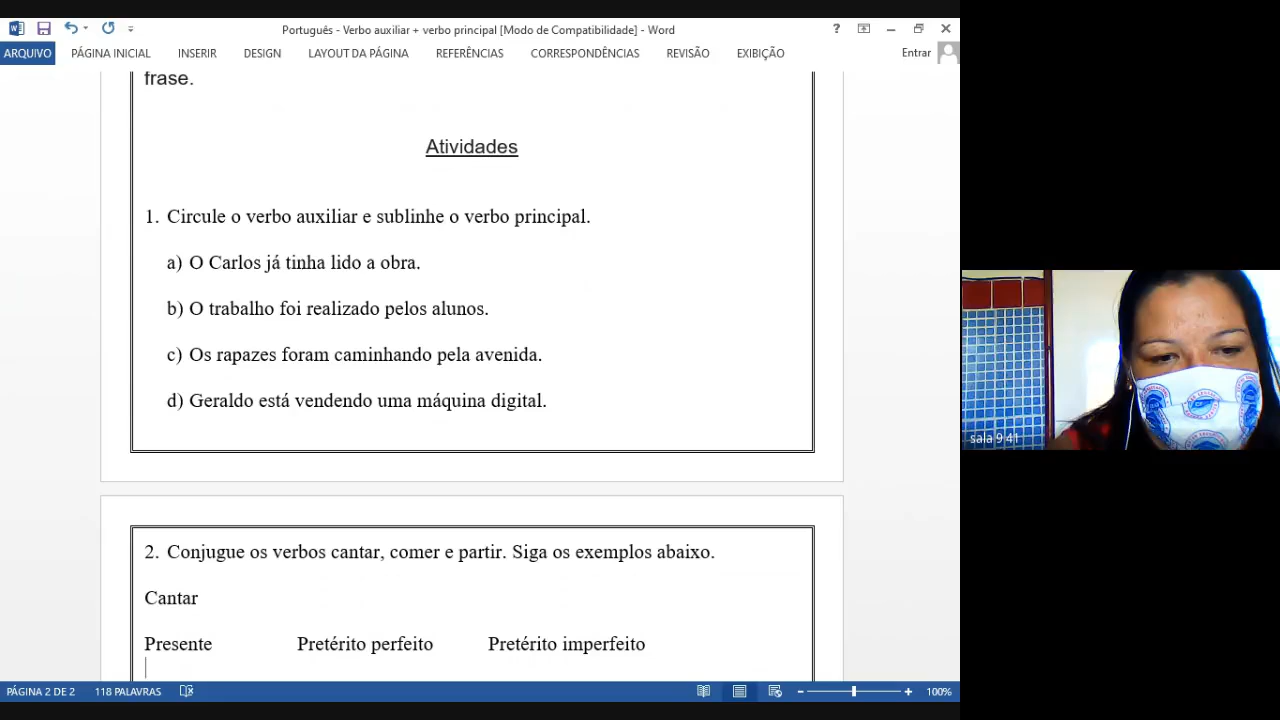 Português - Verbo auxiliar + verbo principal [Modo de Compatibilidade] - Word
?
ARQUIVO PÁGINA INICIAL INSERIR DESIGN LAYOUT DA PÁGINA REFERÊNCIAS CORRESPONDÊNCIAS REVISÃO EXIBIÇÃO Entrar
frase.
Atividades
1. Circule o verbo auxiliar e sublinhe o verbo principal.
a) O Carlos já tinha lido a obra.
b) O trabalho foi realizado pelos alunos.
c) Os rapazes foram caminhando pela avenida.
d) Geraldo está vendendo uma máquina digital.
sala 9 41
2. Conjugue os verbos cantar, comer e partir. Siga os exemplos abaixo.
Cantar
Presente Pretérito perfeito Pretérito imperfeito
PÁGINA 2 DE 2 118 PALAVRAS 100%